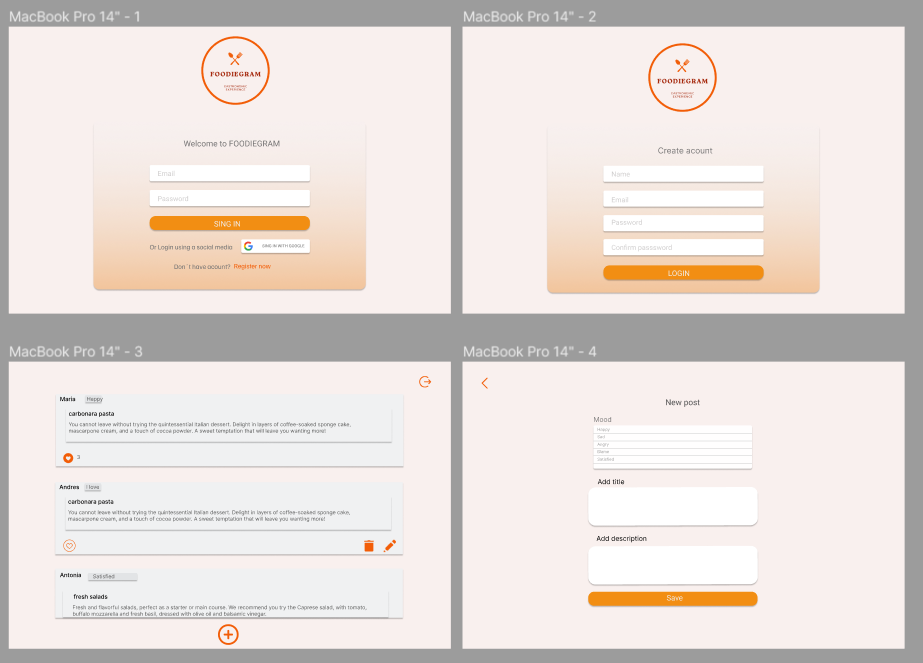 MacBook Pro 14" - 1
FOODIEGRAM
GASTRONOMIC
EXPERIENCE
Welcome to FOODIEGRAM
Email
Password
SING IN
Or Login using a social media
SING IN WITH GOOGLE
Don´t have acount? Register now
MacBook Pro 14" - 2
FOODIEGRAM
GASTRONOMIC
EXPERIENCE
Create acount
Name
Email
Password
Confirm passsword
LOGIN
MacBook Pro 14" - 3
Maria Happy
carbonara pasta
You cannot leave without trying the quintessential Italian dessert. Delight in layers of coffee-soaked sponge cake,
mascarpone cream, and a touch of cocoa powder. A sweet temptation that will leave you wanting more!
3
Andres I love
carbonara pasta
You cannot leave without trying the quintessential Italian dessert. Delight in layers of coffee-soaked sponge cake,
mascarpone cream, and a touch of cocoa powder. A sweet temptation that will leave you wanting more!
Antonia Satisfied
fresh salads
Fresh and flavorful salads, perfect as a starter or main course. We recommend you try the Caprese salad, with tomato,
buffalo mozzarella and fresh basil, dressed with olive oil and balsamic vinegar.
MacBook Pro 14" - 4
New post
Mood
Happy
Sad
Angry
Satisfied
Add title
Add description
Save